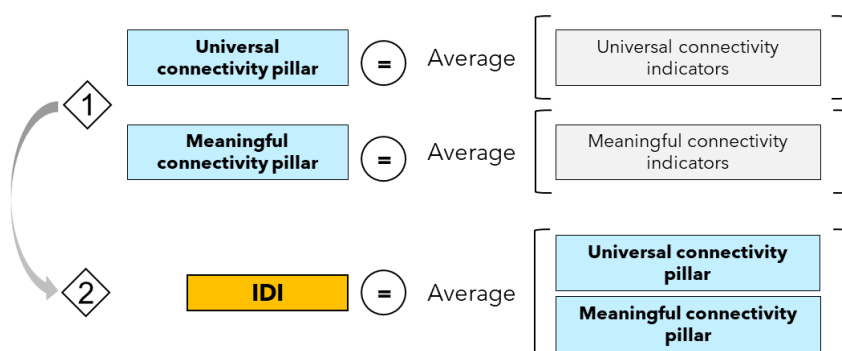 Universal
connectivity pillar
=
Average
Universal connectivity
indicators
1
Meaningful
connectivity pillar
=
Average
Meaningful connectivity
indicators
2
IDI
=
Average
Universal connectivity
pillar
Meaningful connectivity
pillar